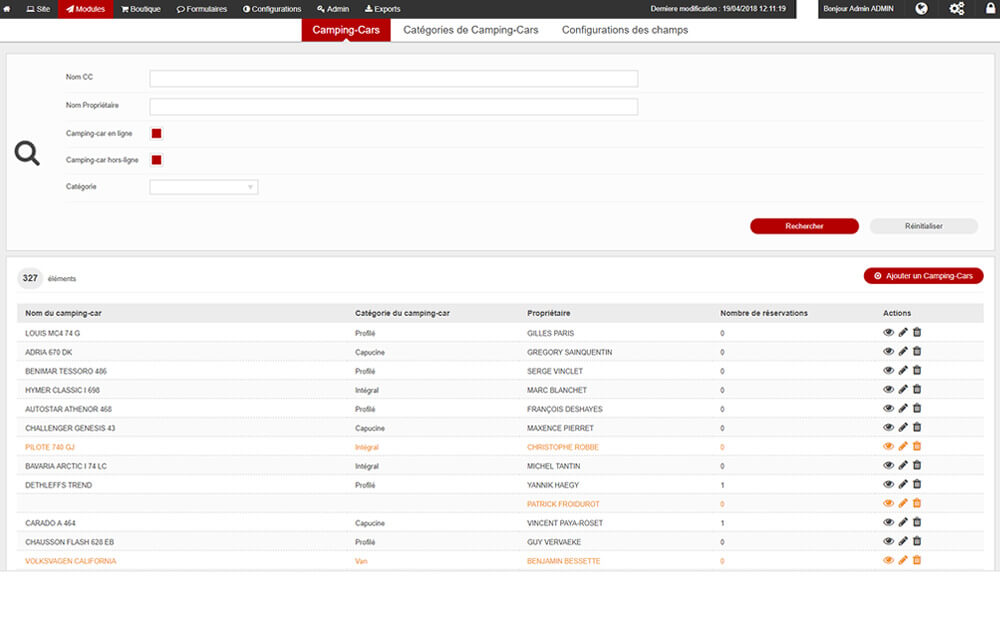 Site Modules Boutique Formulaires Configurations Admin Exports Derniere modification : 19/04/2018 12:11:19 Bonjour Admin ADMIN
Camping-Cars Catégories de Camping-Cars Configurations des champs
Nom CC
Nom Propriétaire
Camping-car en ligne
Camping-car hors-ligne
Catégorie
Rechercher Réinitialiser
327 éléments Ajouter un Camping-Cars
Nom du camping-car Catégorie du camping-car Propriétaire Nombre de réservations Actions
LOUIS MC4 74 G Profilé GILLES PARIS 0
ADRIA 670 DK Capucine GREGORY SAINQUENTIN 0
BENIMAR TESSORO 486 Profilé SERGE VINCLET 0
HYMER CLASSIC I 698 Intégral MARC BLANCHET 0
AUTOSTAR ATHENOR 468 Profilé FRANÇOIS DESHAYES 0
CHALLENGER GENESIS 43 Capucine MAXENCE PIERRET 0
PILOTE 740 GJ Intégral CHRISTOPHE ROBBE 0
BAVARIA ARCTIC I 74 LC Intégral MICHEL TANTIN 0
DETHLEFFS TREND Profilé YANNIK HAEGY 1
PATRICK FROIDUROT 0
CARADO A 464 Capucine VINCENT PAYA-ROSET 1
CHAUSSON FLASH 628 EB Profilé GUY VERVAEKE 0
VOLKSVAGEN CALIFORNIA Van BENJAMIN BESSETTE 0